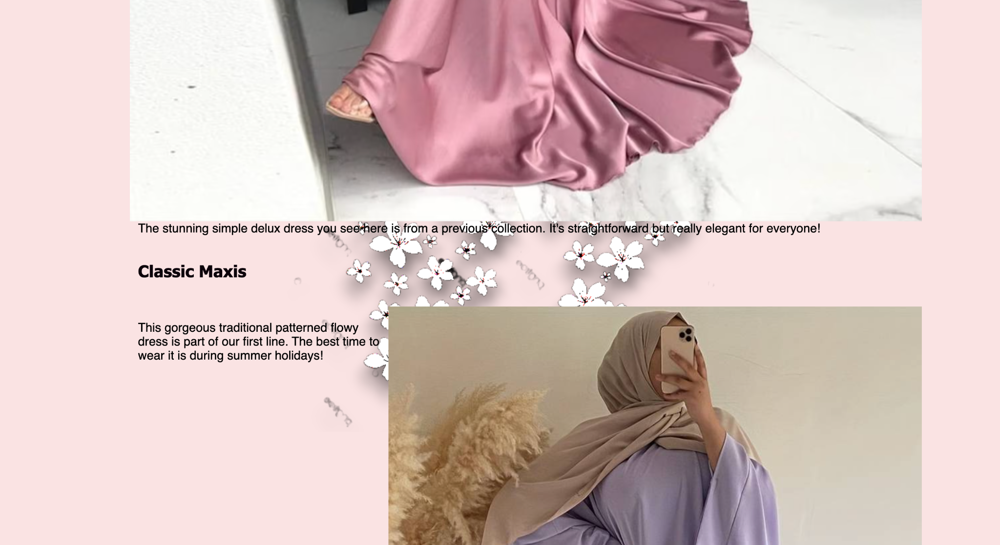 The stunning simple delux dress you see here is from a previous collection. It's straightforward but really elegant for everyone!
Classic Maxis
This gorgeous traditional patterned flowy
dress is part of our first line. The best time to
wear it is during summer holidays!